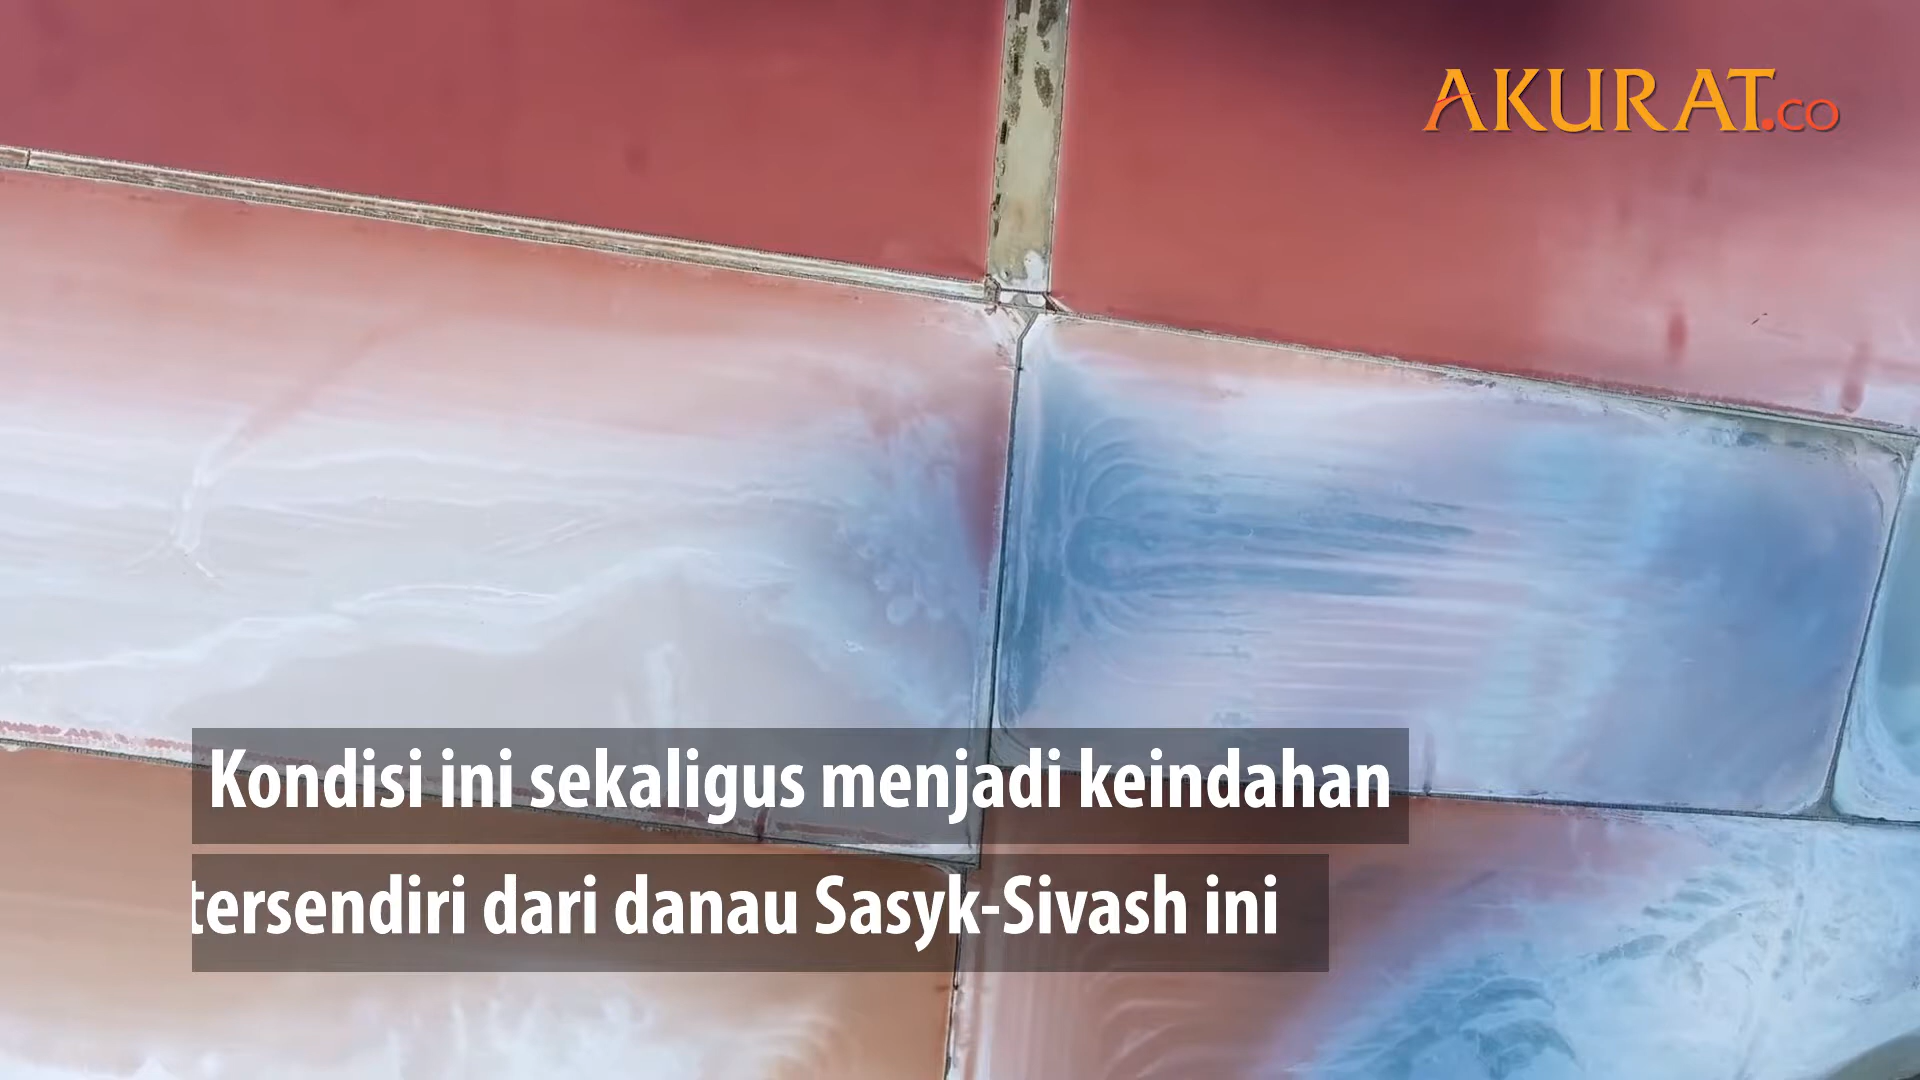 AKURAT.co
Kondisi ini sekaligus menjadi keindahan
tersendiri dari danau Sasyk-Sivash ini